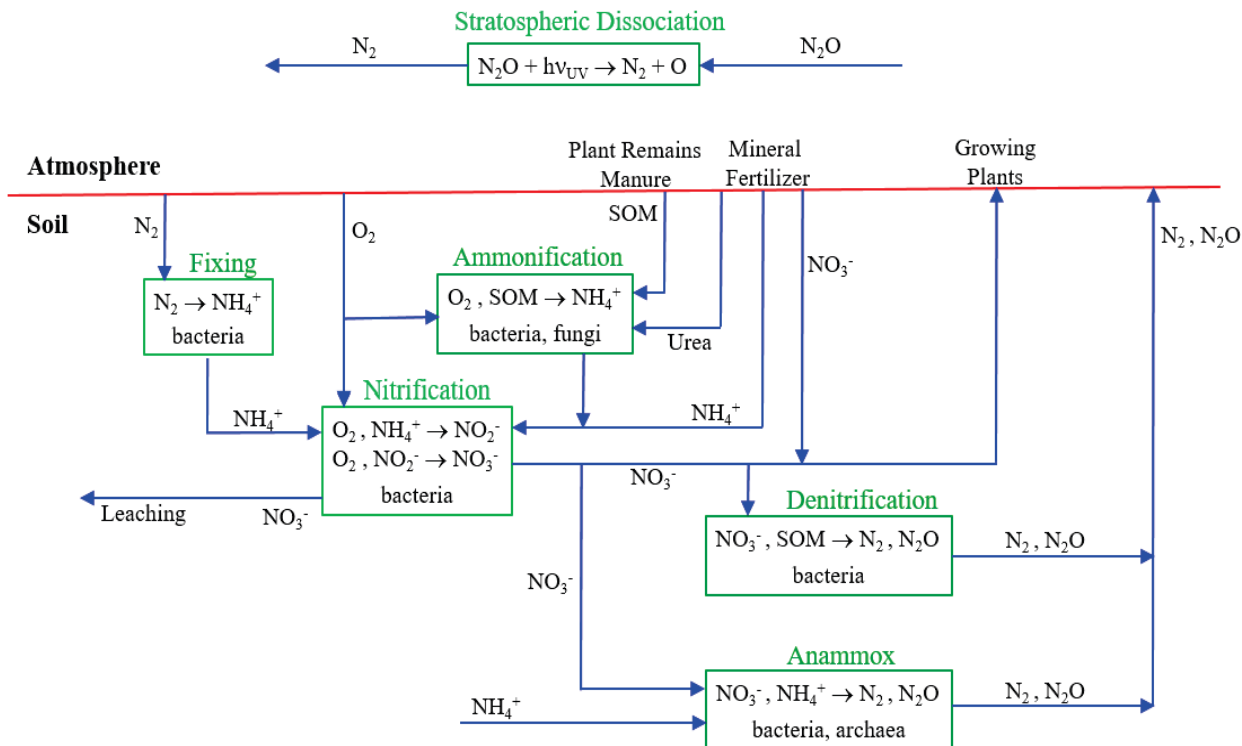 Stratospheric Dissociation
N₂
N₂O + hν_UV → N₂ + O
N₂O
Atmosphere
Plant Remains
Manure
Mineral
Fertilizer
Growing
Plants
Soil
N₂
O₂
SOM
NO₃⁻
N₂ , N₂O
Fixing
N₂ → NH₄⁺
bacteria
Ammonification
O₂ , SOM → NH₄⁺
bacteria, fungi
Urea
Nitrification
NH₄⁺
O₂ , NH₄⁺ → NO₂⁻
O₂ , NO₂⁻ → NO₃⁻
bacteria
NH₄⁺
NO₃⁻
Leaching
NO₃⁻
Denitrification
NO₃⁻ , SOM → N₂ , N₂O
bacteria
N₂ , N₂O
NO₃⁻
Anammox
NO₃⁻, NH₄⁺ → N₂ , N₂O
bacteria, archaea
NH₄⁺
N₂ , N₂O